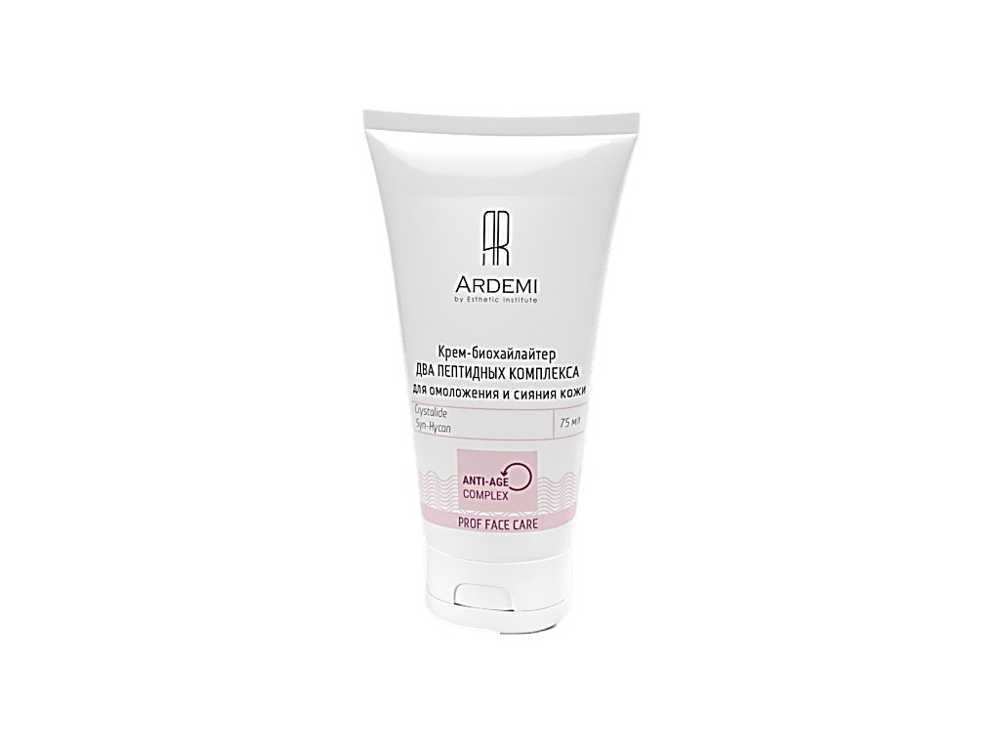 AR
ARDEMI
by Esthetic Institute
Крем-биохайлайтер
ДВА ПЕПТИДНЫХ КОМПЛЕКСА
для омоложения и сияния кожи
Crystalide
Syn-Hycan
75 мл
ANTI-AGE
COMPLEX
PROF FACE CARE